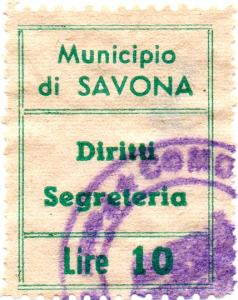 Municipio
di SAVONA
Diritti
Segreteria
Lire 10